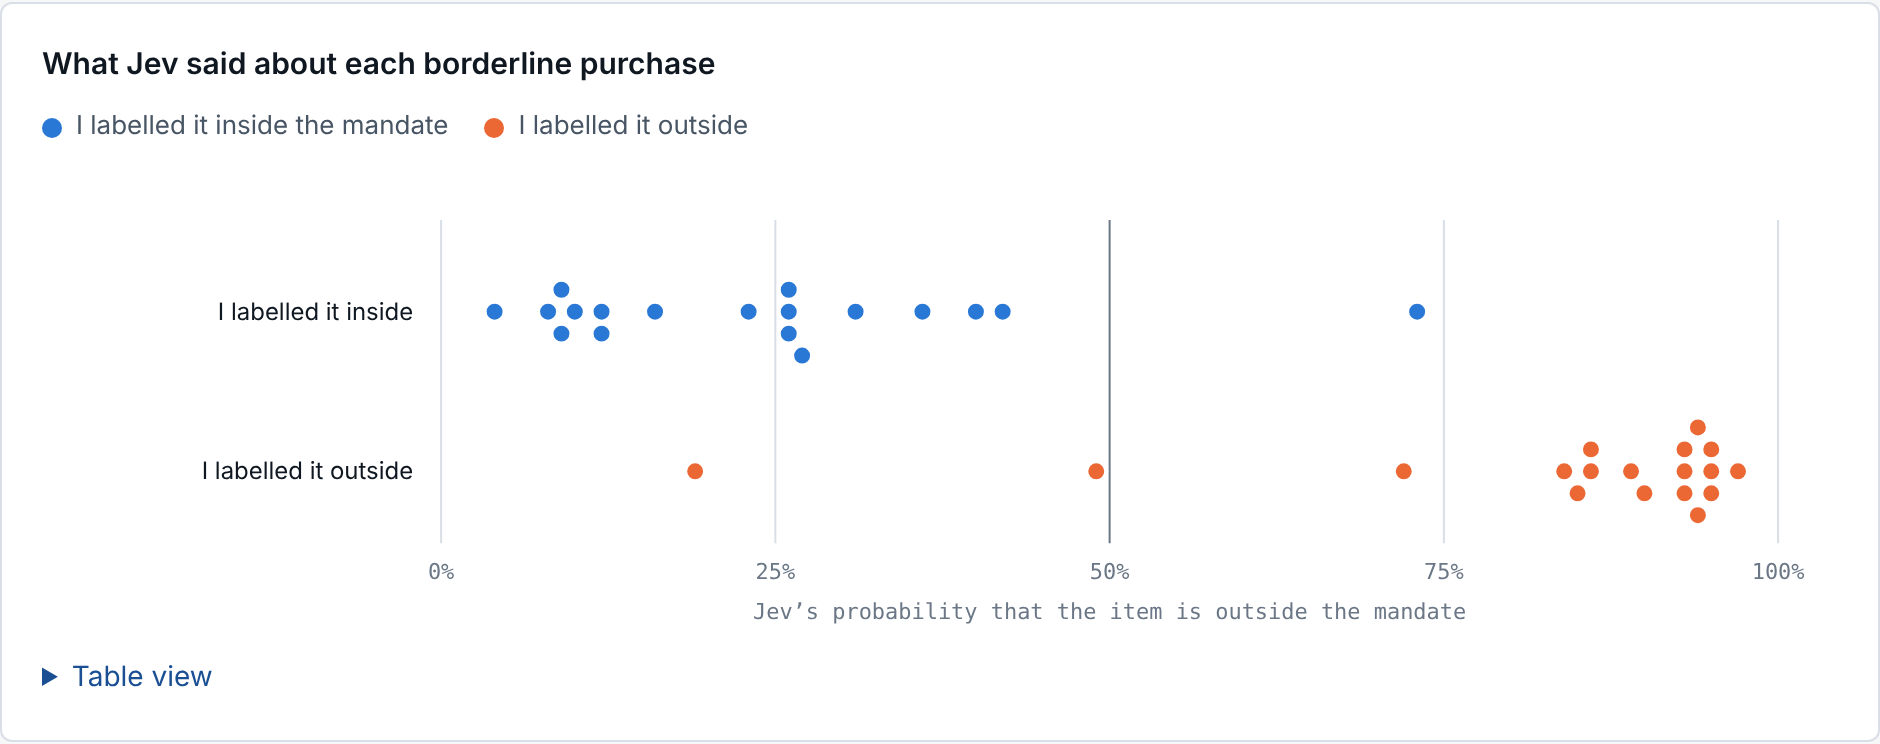 What Jev said about each borderline purchase
I labelled it inside the mandate I labelled it outside
I labelled it inside
I labelled it outside
0% 25% 50% 75% 100%
Jev’s probability that the item is outside the mandate
Table view